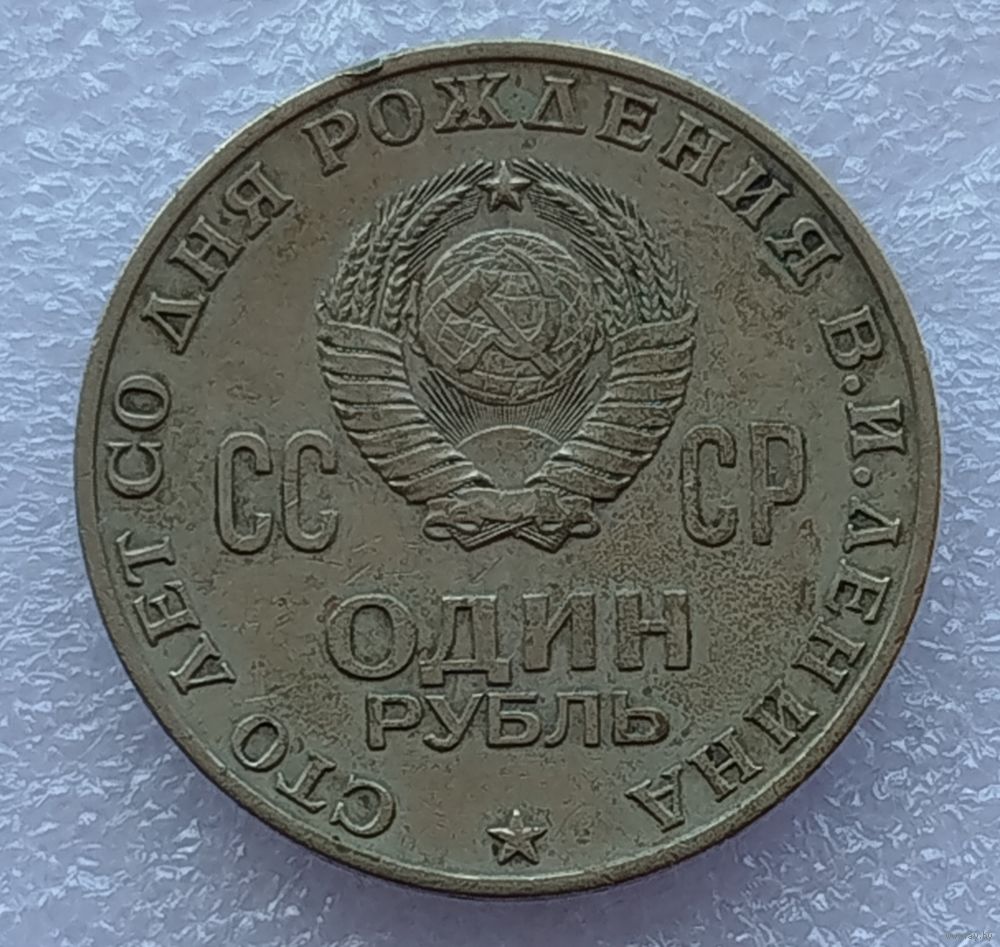 СТО ЛЕТ СО ДНЯ РОЖДЕНИЯ В.И.ЛЕНИНА
СС СР
ОДИН
РУБЛЬ